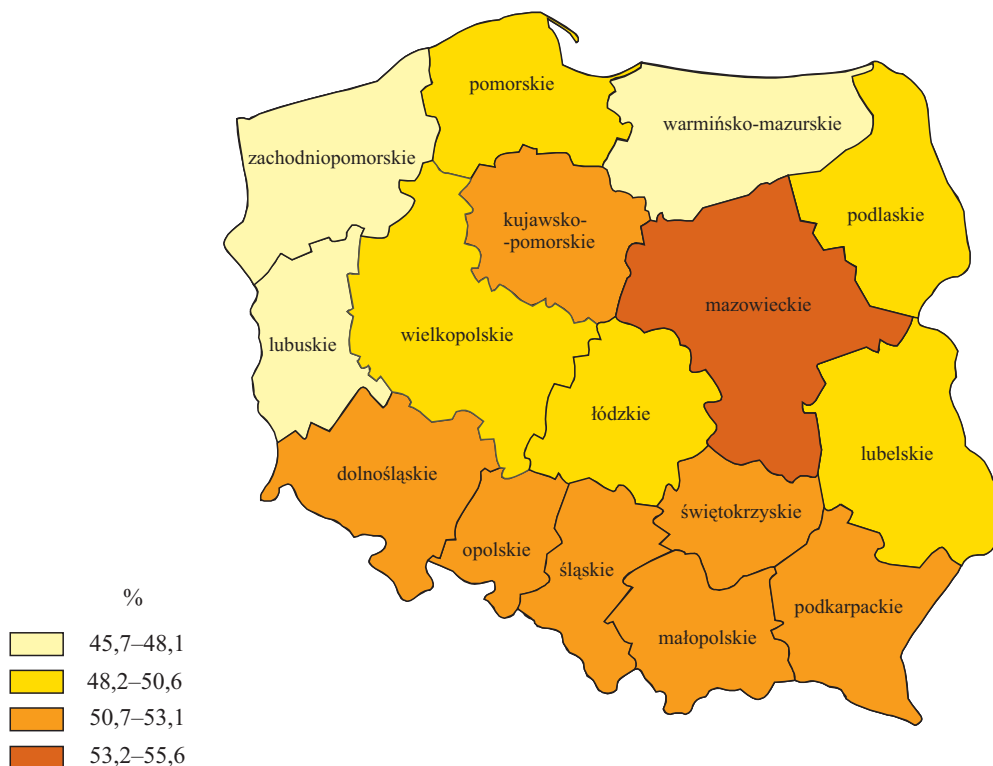 pomorskie
warmińsko-mazurskie
zachodniopomorskie
podlaskie
kujawsko-
-pomorskie
mazowieckie
wielkopolskie
lubuskie
łódzkie
lubelskie
dolnośląskie
świętokrzyskie
opolskie
śląskie
podkarpackie
małopolskie
%
45,7–48,1
48,2–50,6
50,7–53,1
53,2–55,6